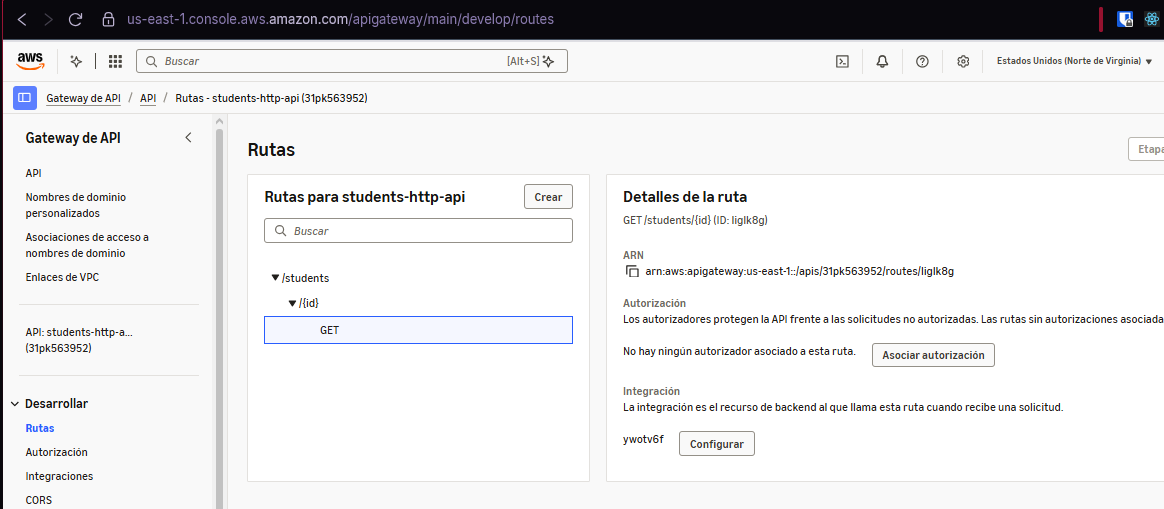 us-east-1.console.aws.amazon.com/apigateway/main/develop/routes
aws
Buscar
[Alt+S]
Estados Unidos (Norte de Virginia)
Gateway de API / API / Rutas - students-http-api (31pk563952)
Gateway de API
API
Nombres de dominio
personalizados
Asociaciones de acceso a
nombres de dominio
Enlaces de VPC
API: students-http-a...
(31pk563952)
Desarrollar
Rutas
Autorización
Integraciones
CORS
Rutas
Etapa
Rutas para students-http-api
Crear
Buscar
/students
/{id}
GET
Detalles de la ruta
GET /students/{id} (ID: liglk8g)
ARN
arn:aws:apigateway:us-east-1::/apis/31pk563952/routes/liglk8g
Autorización
Los autorizadores protegen la API frente a las solicitudes no autorizadas. Las rutas sin autorizaciones asociada
No hay ningún autorizador asociado a esta ruta.
Asociar autorización
Integración
La integración es el recurso de backend al que llama esta ruta cuando recibe una solicitud.
ywotv6f
Configurar